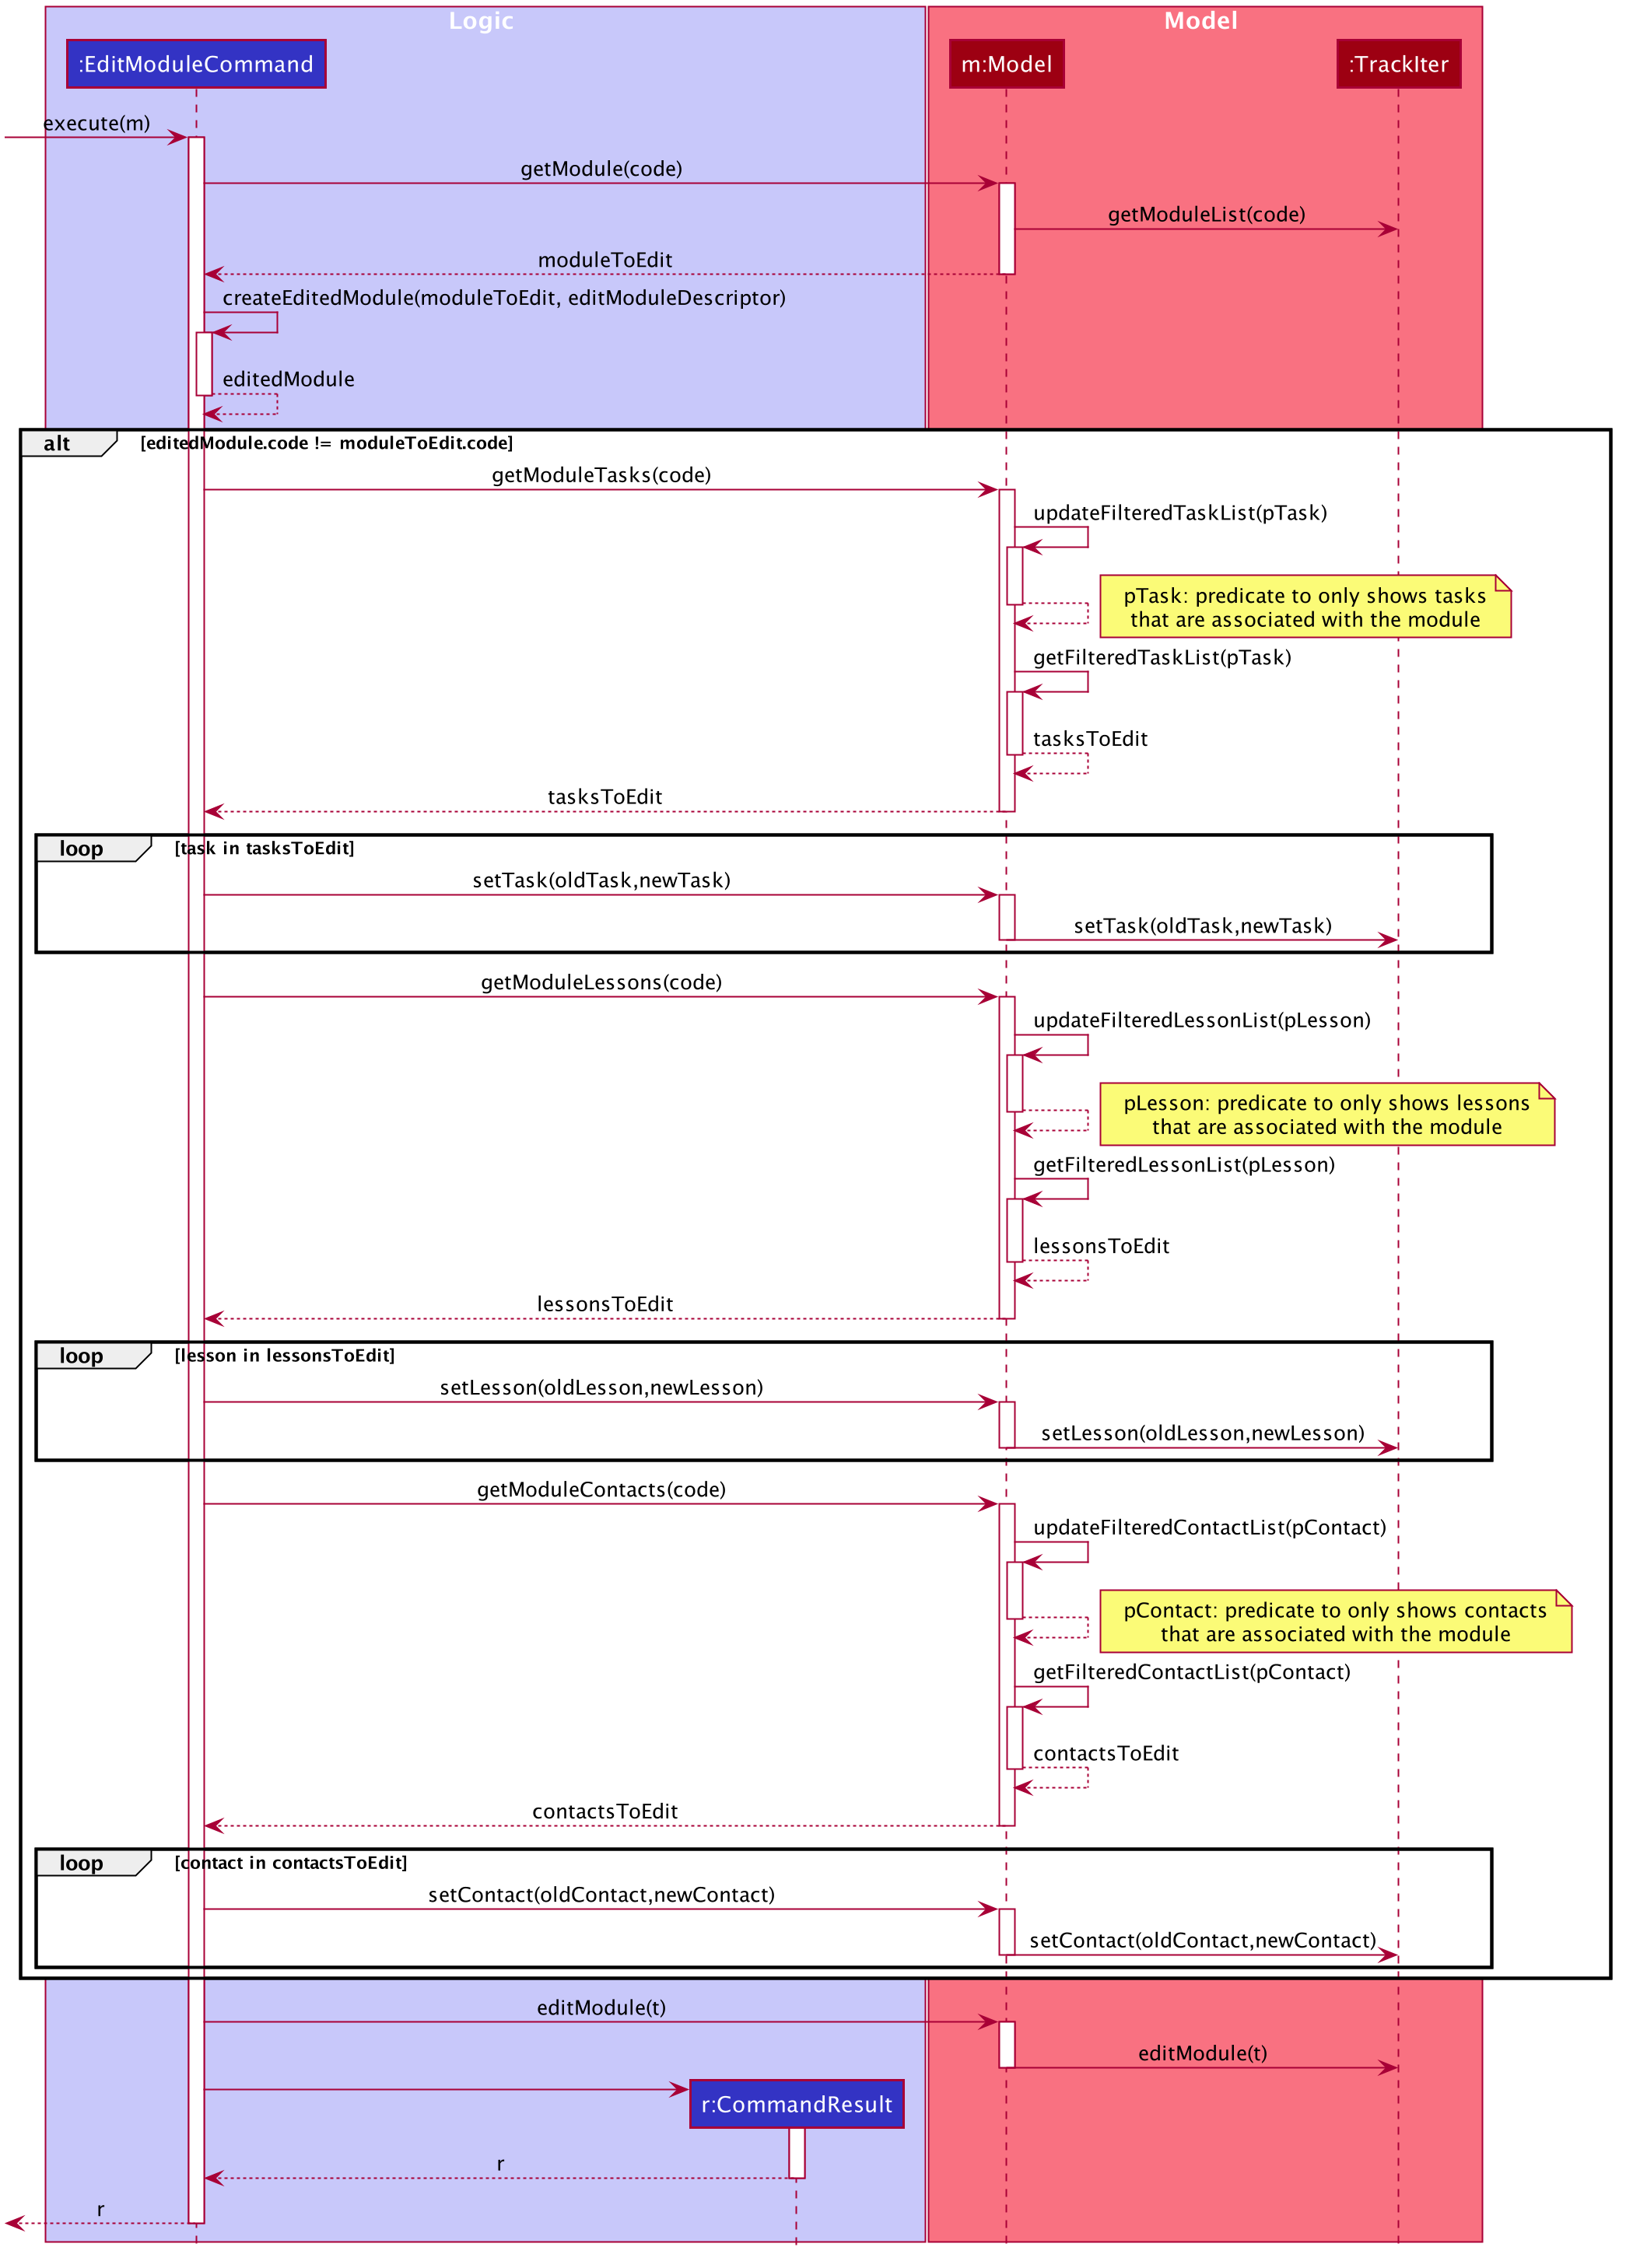 Logic
Model
:EditModuleCommand
m:Model
:TrackIter
execute(m)
getModule(code)
getModuleList(code)
moduleToEdit
createEditedModule(moduleToEdit, editModuleDescriptor)
editedModule
alt
[editedModule.code != moduleToEdit.code]
getModuleTasks(code)
updateFilteredTaskList(pTask)
pTask: predicate to only shows tasks
that are associated with the module
getFilteredTaskList(pTask)
tasksToEdit
tasksToEdit
loop
[task in tasksToEdit]
setTask(oldTask,newTask)
setTask(oldTask,newTask)
getModuleLessons(code)
updateFilteredLessonList(pLesson)
pLesson: predicate to only shows lessons
that are associated with the module
getFilteredLessonList(pLesson)
lessonsToEdit
lessonsToEdit
loop
[lesson in lessonsToEdit]
setLesson(oldLesson,newLesson)
setLesson(oldLesson,newLesson)
getModuleContacts(code)
updateFilteredContactList(pContact)
pContact: predicate to only shows contacts
that are associated with the module
getFilteredContactList(pContact)
contactsToEdit
contactsToEdit
loop
[contact in contactsToEdit]
setContact(oldContact,newContact)
setContact(oldContact,newContact)
editModule(t)
editModule(t)
r:CommandResult
r
r